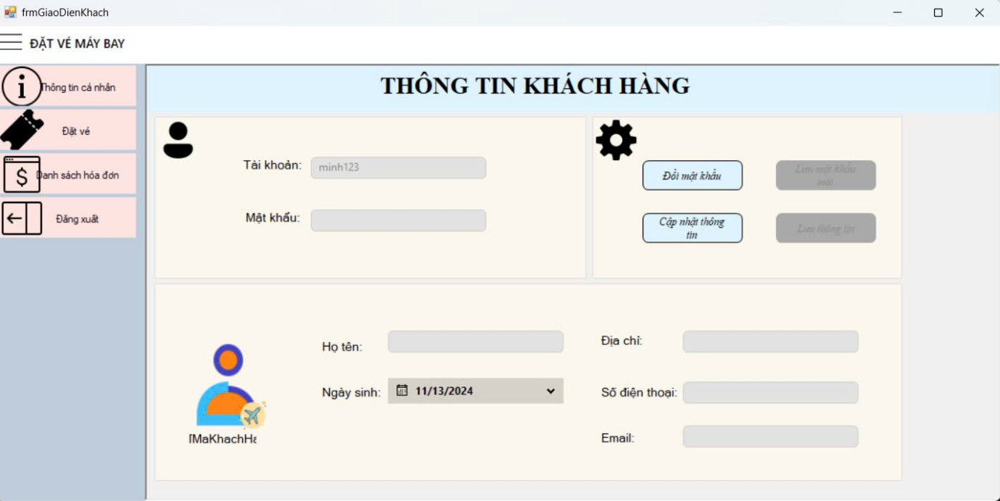 frmGiaoDienKhach
ĐẶT VÉ MÁY BAY
Thông tin cá nhân
Đặt vé
Danh sách hóa đơn
Đăng xuất
THÔNG TIN KHÁCH HÀNG
Tài khoản: minh123
Mật khẩu:
Đổi mật khẩu
Lưu mật khẩu
mới
Cập nhật thông
tin
Lưu thông tin
Họ tên:
Ngày sinh: 11/13/2024
Địa chỉ:
Số điện thoại:
Email:
MaKhachHa